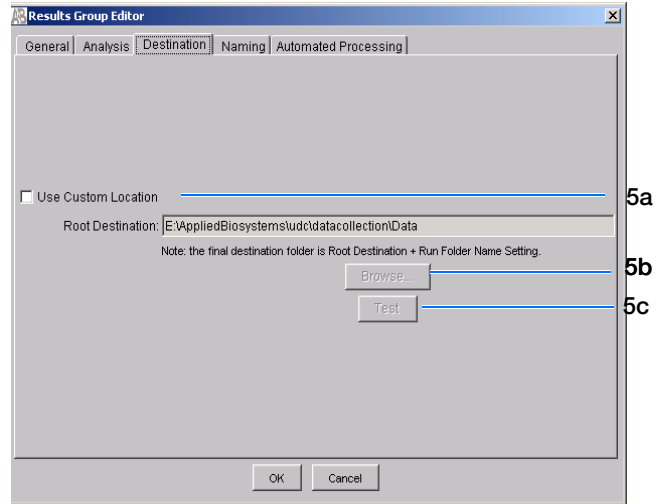 AB Results Group Editor
General Analysis Destination Naming Automated Processing
Use Custom Location
5a
Root Destination: E:\AppliedBiosystems\udc\datacollection\Data
Note: the final destination folder is Root Destination + Run Folder Name Setting.
Browse...
5b
Test
5c
OK Cancel